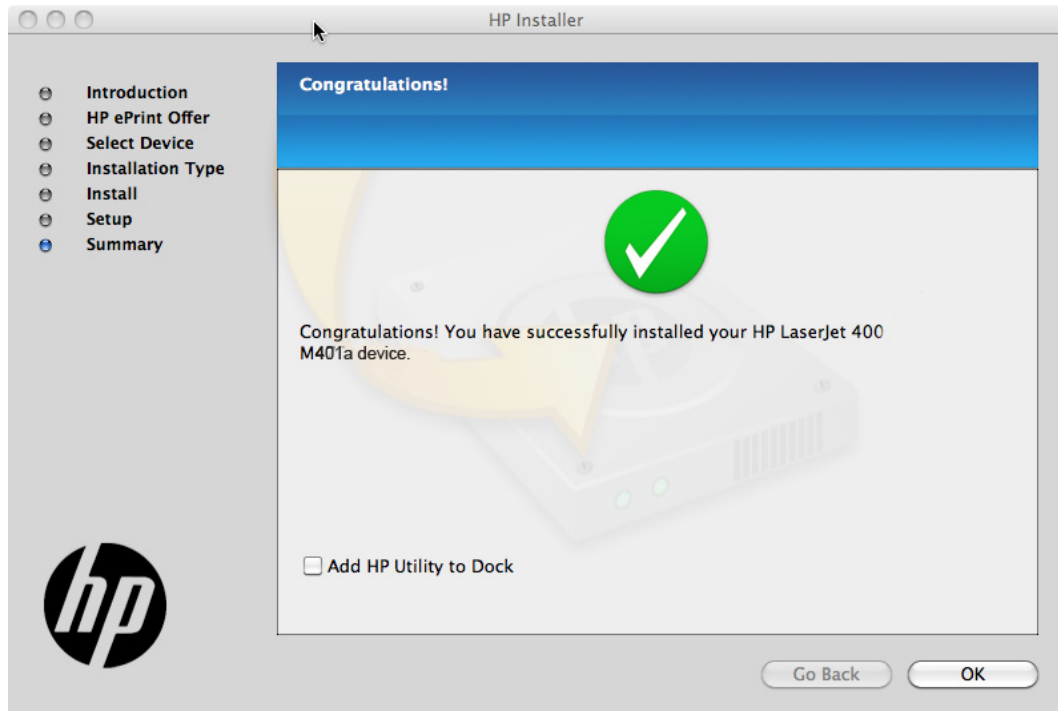 HP Installer
Introduction
HP ePrint Offer
Select Device
Installation Type
Install
Setup
Summary
Congratulations!
Congratulations! You have successfully installed your HP LaserJet 400
M401a device.
Add HP Utility to Dock
hp
Go Back
OK